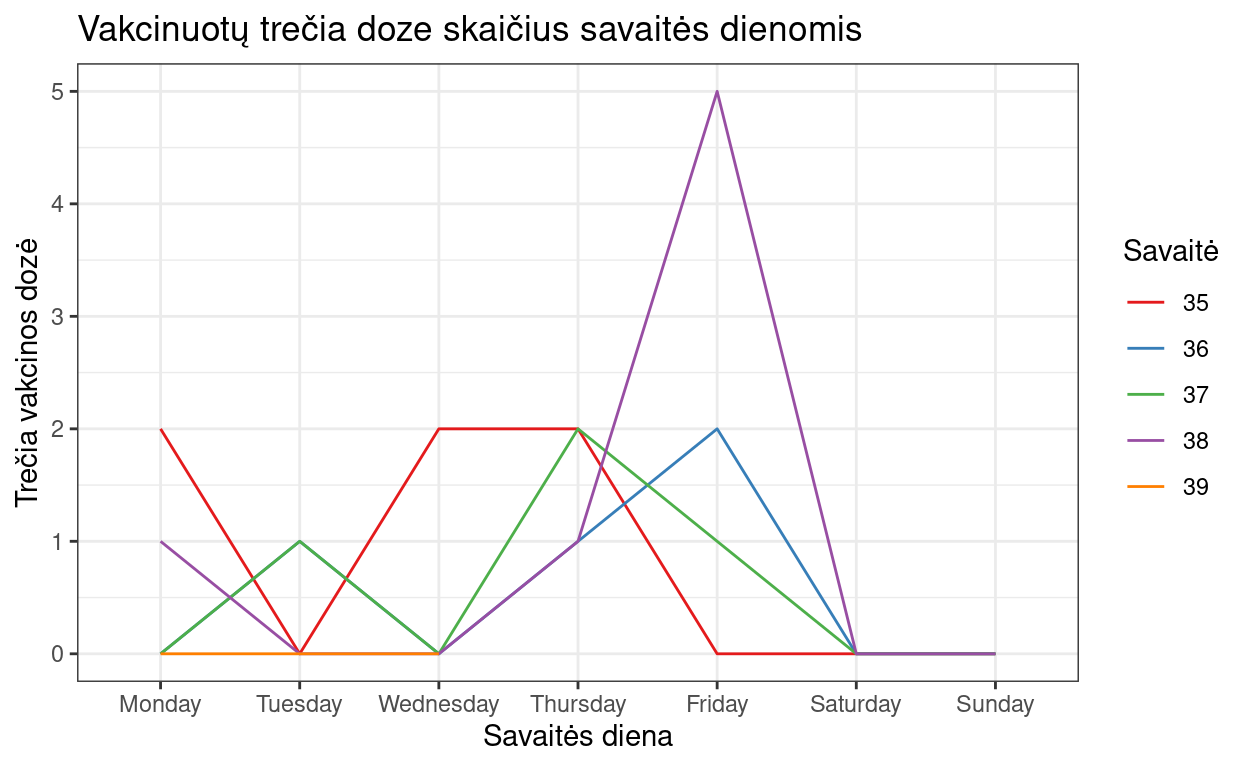 Vakcinuotų trečia doze skaičius savaitės dienomis
Trečia vakcinos dozė
5
4
3
2
1
0
Monday Tuesday Wednesday Thursday Friday Saturday Sunday
Savaitės diena
Savaitė
35
36
37
38
39